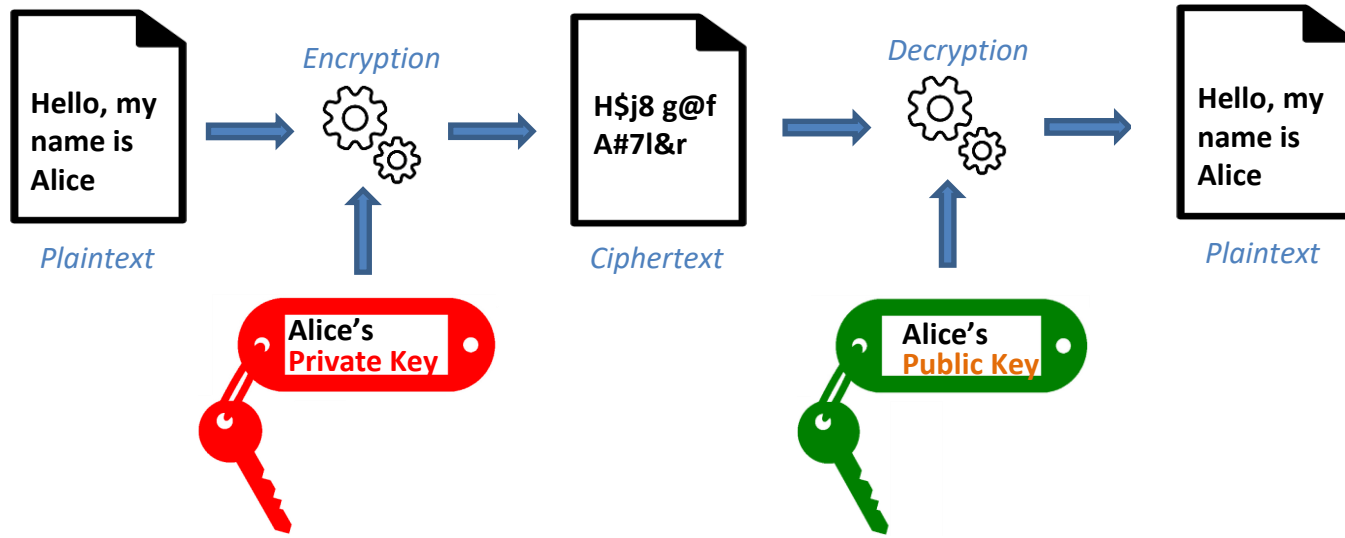 Hello, my
name is
Alice
Plaintext
Encryption
Alice’s
Private Key
H$j8 g@f
A#7l&r
Ciphertext
Decryption
Alice’s
Public Key
Hello, my
name is
Alice
Plaintext